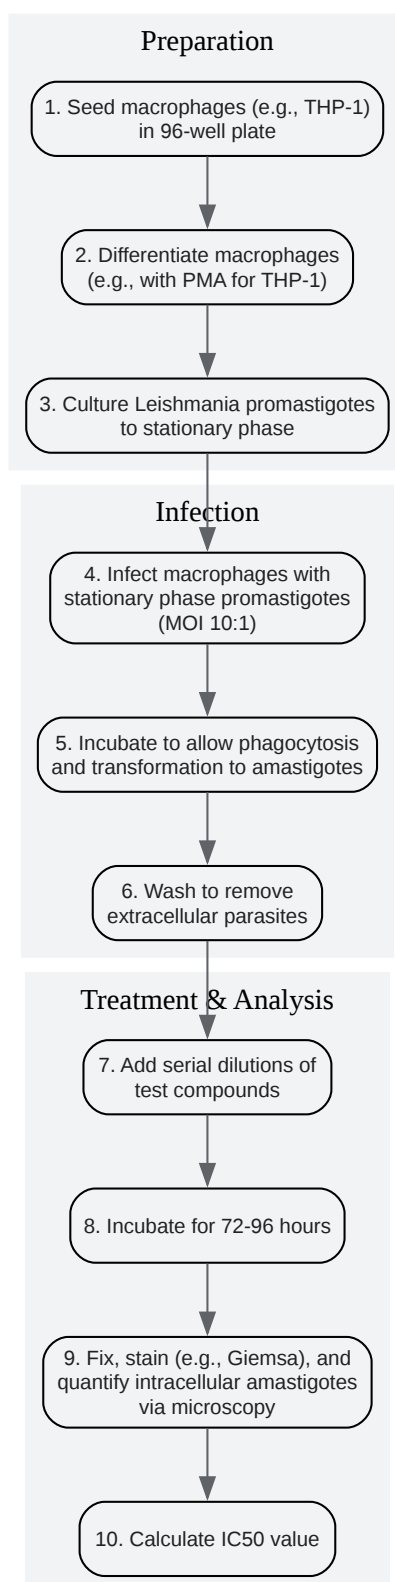 Preparation
1. Seed macrophages (e.g., THP-1)
in 96-well plate
2. Differentiate macrophages
(e.g., with PMA for THP-1)
3. Culture Leishmania promastigotes
to stationary phase
Infection
4. Infect macrophages with
stationary phase promastigotes
(MOI 10:1)
5. Incubate to allow phagocytosis
and transformation to amastigotes
6. Wash to remove
extracellular parasites
Treatment & Analysis
7. Add serial dilutions of
test compounds
8. Incubate for 72-96 hours
9. Fix, stain (e.g., Giemsa), and
quantify intracellular amastigotes
via microscopy
10. Calculate IC50 value